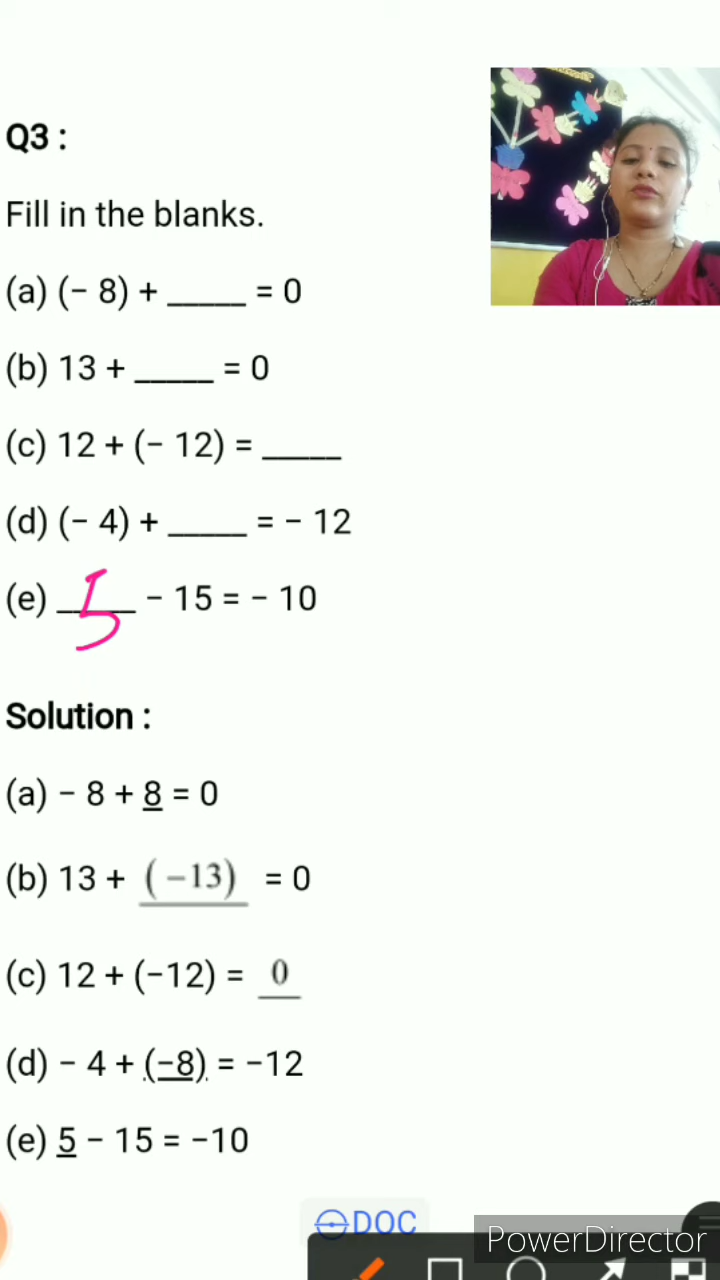 Q3 :
Fill in the blanks.
(a) (− 8) + _____ = 0
(b) 13 + _____ = 0
(c) 12 + (− 12) = _____
(d) (− 4) + _____ = − 12
(e) 5 − 15 = − 10
Solution :
(a) − 8 + 8 = 0
(b) 13 + (−13) = 0
(c) 12 + (−12) = 0
(d) − 4 + (−8) = −12
(e) 5 − 15 = −10
DOC
PowerDirector